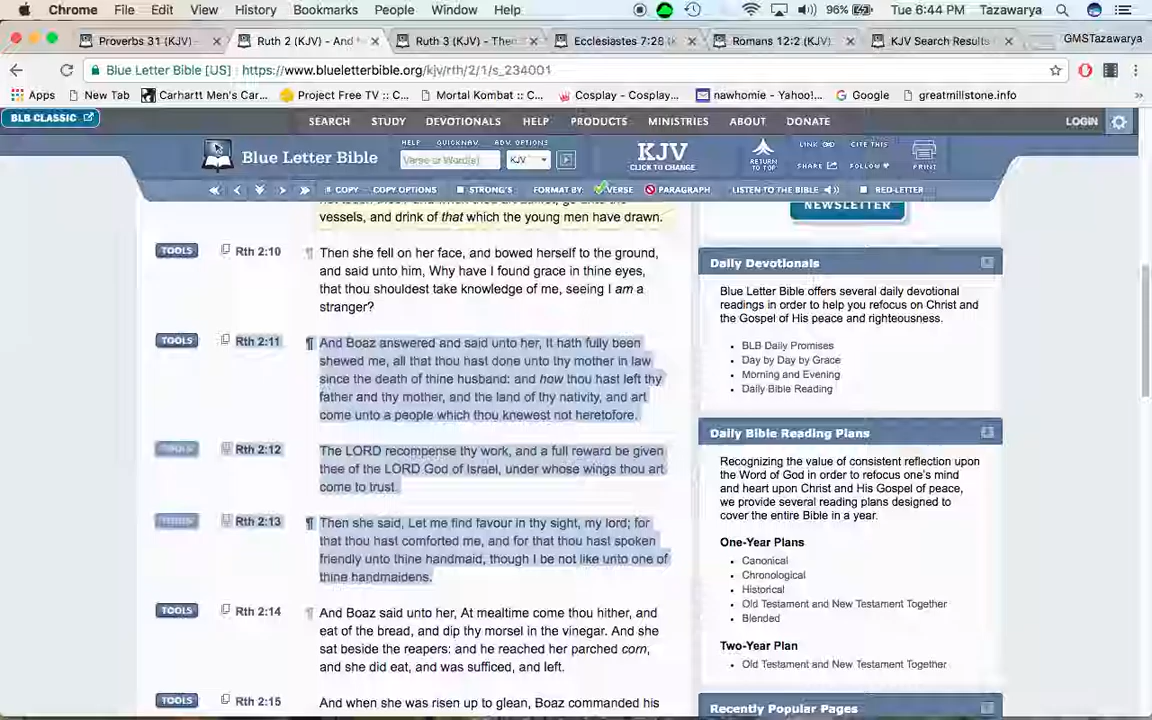 Chrome File Edit View History Bookmarks People Window Help 96% Tue 6:44 PM Tazawarya
Proverbs 31 (KJV) × Ruth 2 (KJV) - And × Ruth 3 (KJV) - The × Ecclesiastes 7:28 × Romans 12:2 (KJV) × KJV Search Results × GMSTazawarya
Blue Letter Bible [US] https://www.blueletterbible.org/kjv/rth/2/1/s_234001
Apps New Tab Carhartt Men's Car... Project Free TV :: C... Mortal Kombat :: C... Cosplay - Cosplay... nawhomie - Yahoo!... Google greatmillstone.info »
BLB CLASSIC
SEARCH STUDY DEVOTIONALS HELP PRODUCTS MINISTRIES ABOUT DONATE LOGIN
Blue Letter Bible
HELP QUICKNAV ADV. OPTIONS
Verse or Word(s) KJV
KJV
CLICK TO CHANGE
RETURN TO TOP
LINK CITE THIS
SHARE FOLLOW PRINT
COPY COPY OPTIONS STRONG'S FORMAT BY: VERSE PARAGRAPH LISTEN TO THE BIBLE RED-LETTER
vessels, and drink of that which the young men have drawn.
TOOLS Rth 2:10 ¶ Then she fell on her face, and bowed herself to the ground,
and said unto him, Why have I found grace in thine eyes,
that thou shouldest take knowledge of me, seeing I am a
stranger?
TOOLS Rth 2:11 ¶ And Boaz answered and said unto her, It hath fully been
shewed me, all that thou hast done unto thy mother in law
since the death of thine husband: and how thou hast left thy
father and thy mother, and the land of thy nativity, and art
come unto a people which thou knewest not heretofore.
TOOLS Rth 2:12 The LORD recompense thy work, and a full reward be given
thee of the LORD God of Israel, under whose wings thou art
come to trust.
TOOLS Rth 2:13 ¶ Then she said, Let me find favour in thy sight, my lord; for
that thou hast comforted me, and for that thou hast spoken
friendly unto thine handmaid, though I be not like unto one of
thine handmaidens.
TOOLS Rth 2:14 ¶ And Boaz said unto her, At mealtime come thou hither, and
eat of the bread, and dip thy morsel in the vinegar. And she
sat beside the reapers: and he reached her parched corn,
and she did eat, and was sufficed, and left.
TOOLS Rth 2:15 And when she was risen up to glean, Boaz commanded his
NEWSLETTER
Daily Devotionals
Blue Letter Bible offers several daily devotional
readings in order to help you refocus on Christ and
the Gospel of His peace and righteousness.
• BLB Daily Promises
• Day by Day by Grace
• Morning and Evening
• Daily Bible Reading
Daily Bible Reading Plans
Recognizing the value of consistent reflection upon
the Word of God in order to refocus one's mind
and heart upon Christ and His Gospel of peace,
we provide several reading plans designed to
cover the entire Bible in a year.
One-Year Plans
• Canonical
• Chronological
• Historical
• Old Testament and New Testament Together
• Blended
Two-Year Plan
• Old Testament and New Testament Together
Recently Popular Pages